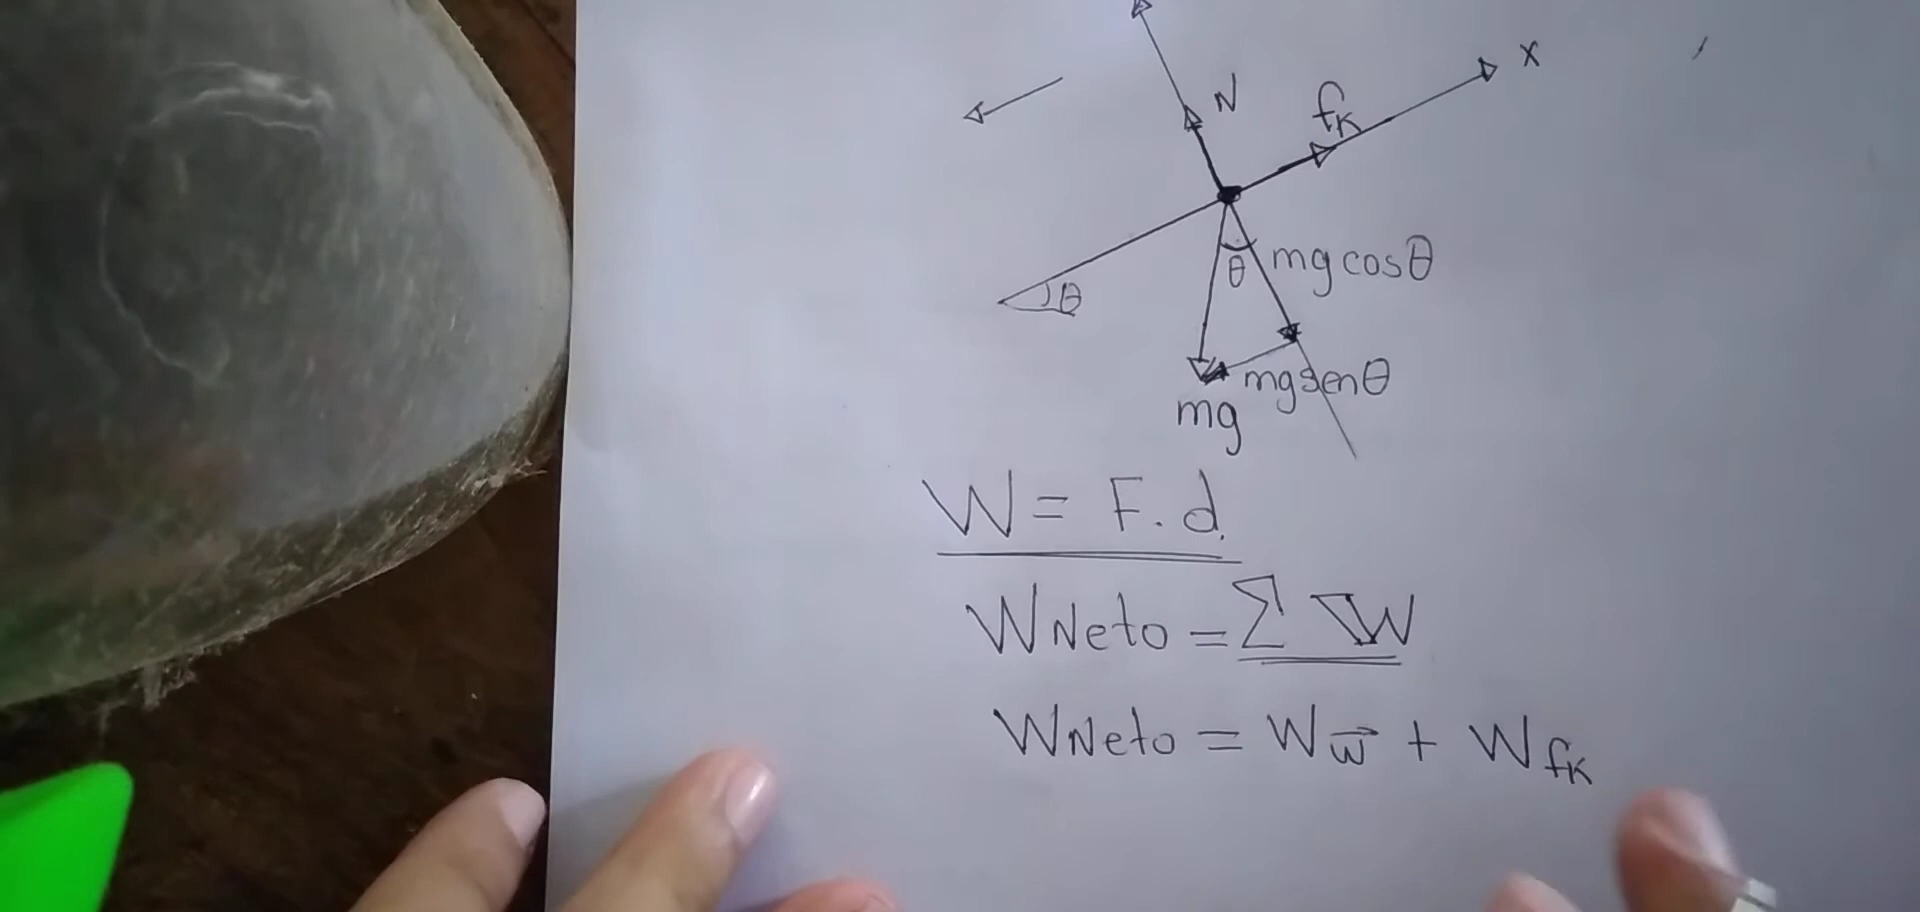 x
N
fk
mg cosθ
θ
θ
mg senθ
mg
W = F.d
WNeto = Σ W
WNeto = Ww⃗ + Wfk